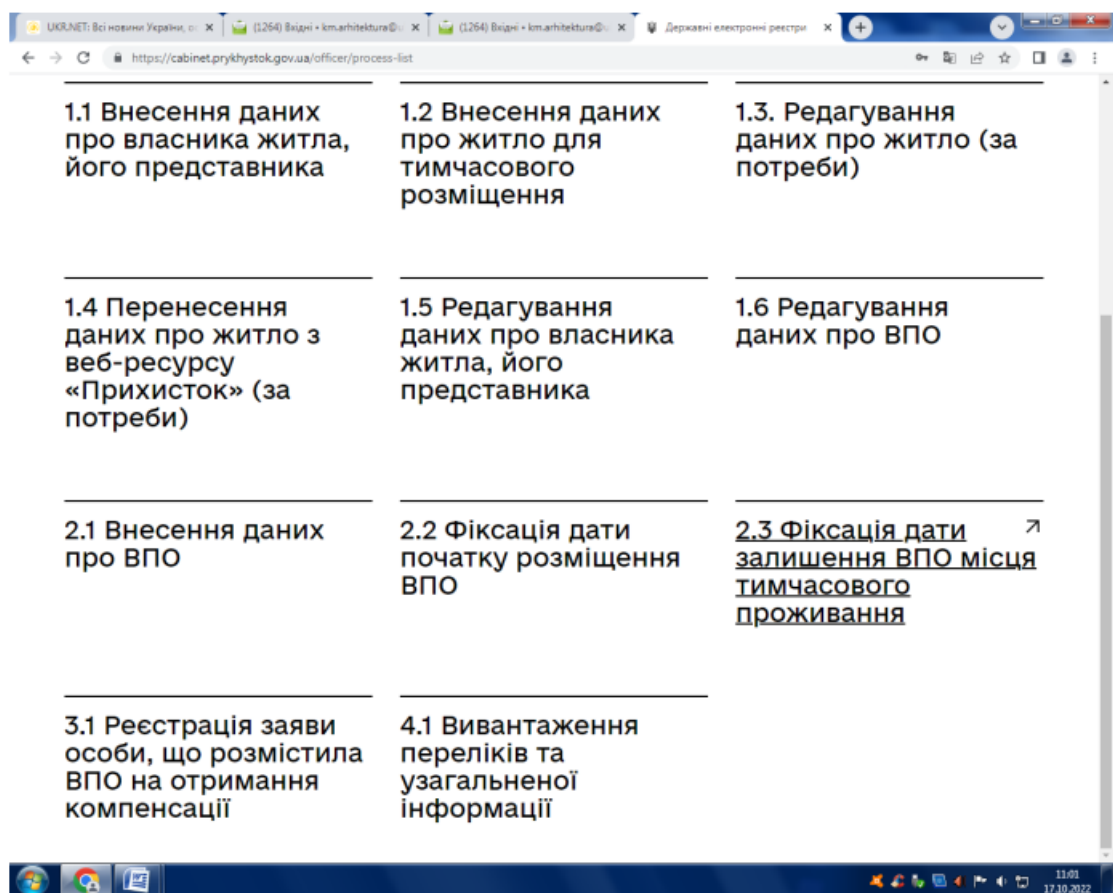 UKR.NET: Всі новини України, о
(1264) Вхідні • km.arhitektura@u
(1264) Вхідні • km.arhitektura@u
Державні електронні реєстри
https://cabinet.prykhystok.gov.ua/officer/process-list
1.1 Внесення даних
про власника житла,
його представника
1.2 Внесення даних
про житло для
тимчасового
розміщення
1.3. Редагування
даних про житло (за
потреби)
1.4 Перенесення
даних про житло з
веб-ресурсу
«Прихисток» (за
потреби)
1.5 Редагування
даних про власника
житла, його
представника
1.6 Редагування
даних про ВПО
2.1 Внесення даних
про ВПО
2.2 Фіксація дати
початку розміщення
ВПО
2.3 Фіксація дати
залишення ВПО місця
тимчасового
проживання
3.1 Реєстрація заяви
особи, що розмістила
ВПО на отримання
компенсації
4.1 Вивантаження
переліків та
узагальненої
інформації
11:01
17.10.2022